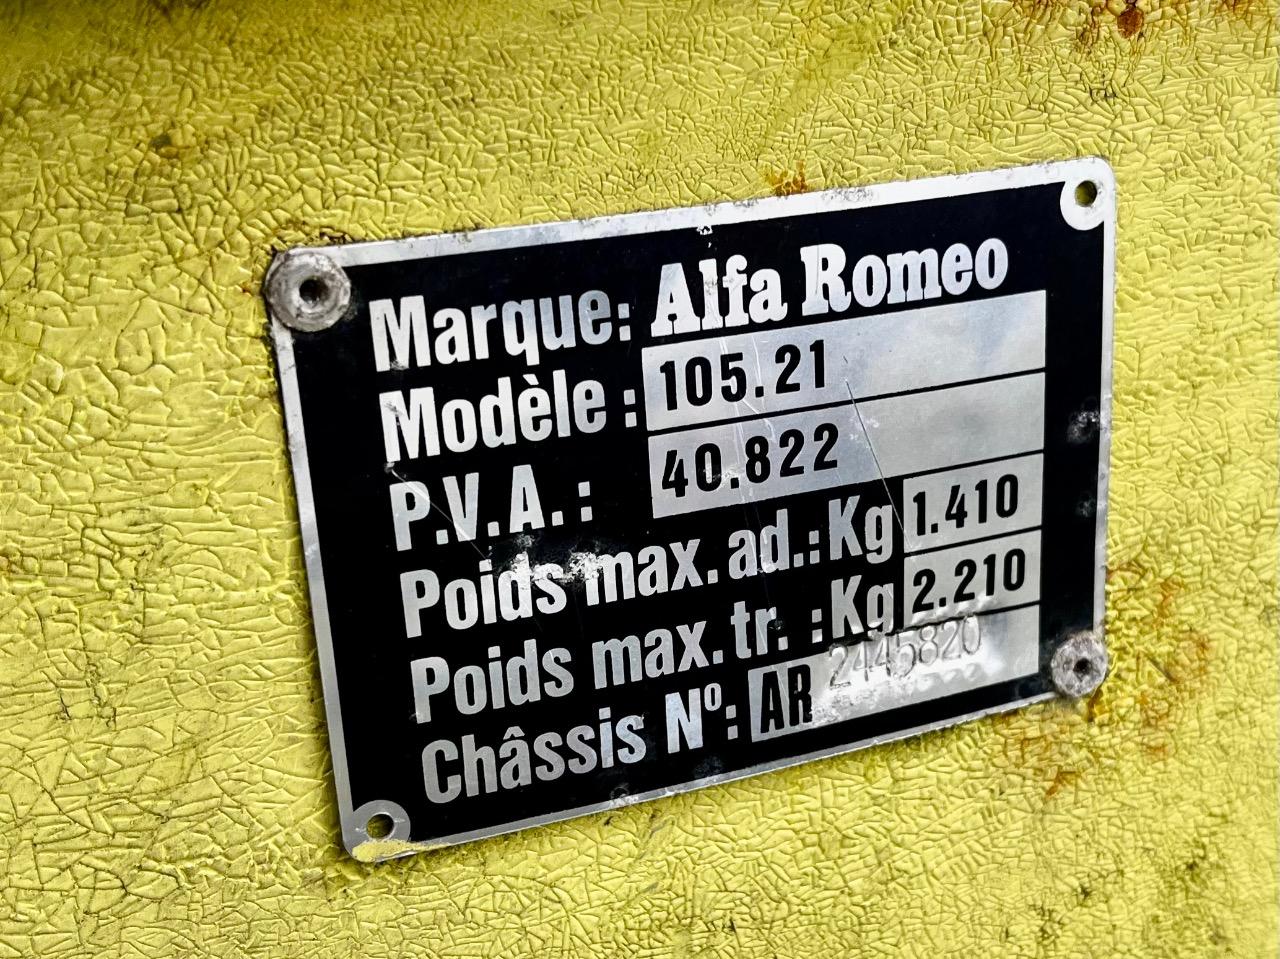 Marque: Alfa Romeo
Modèle : 105.21
P.V.A. : 40.822
Poids max. ad.: Kg 1.410
Poids max. tr. : Kg 2.210
Châssis Nº: AR 2445820